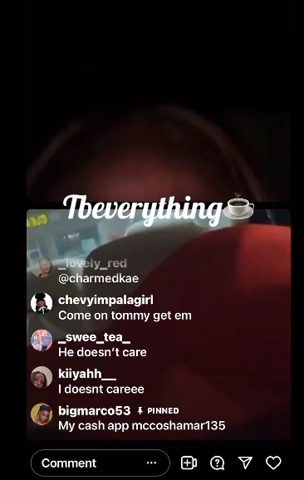 Tbeverything
_lovely_red
@charmedkae
chevyimpalagirl
Come on tommy get em
_swee_tea_
He doesn't care
kiiyahh__
I doesnt careee
bigmarco53 PINNED
My cash app mccoshamar135
Comment